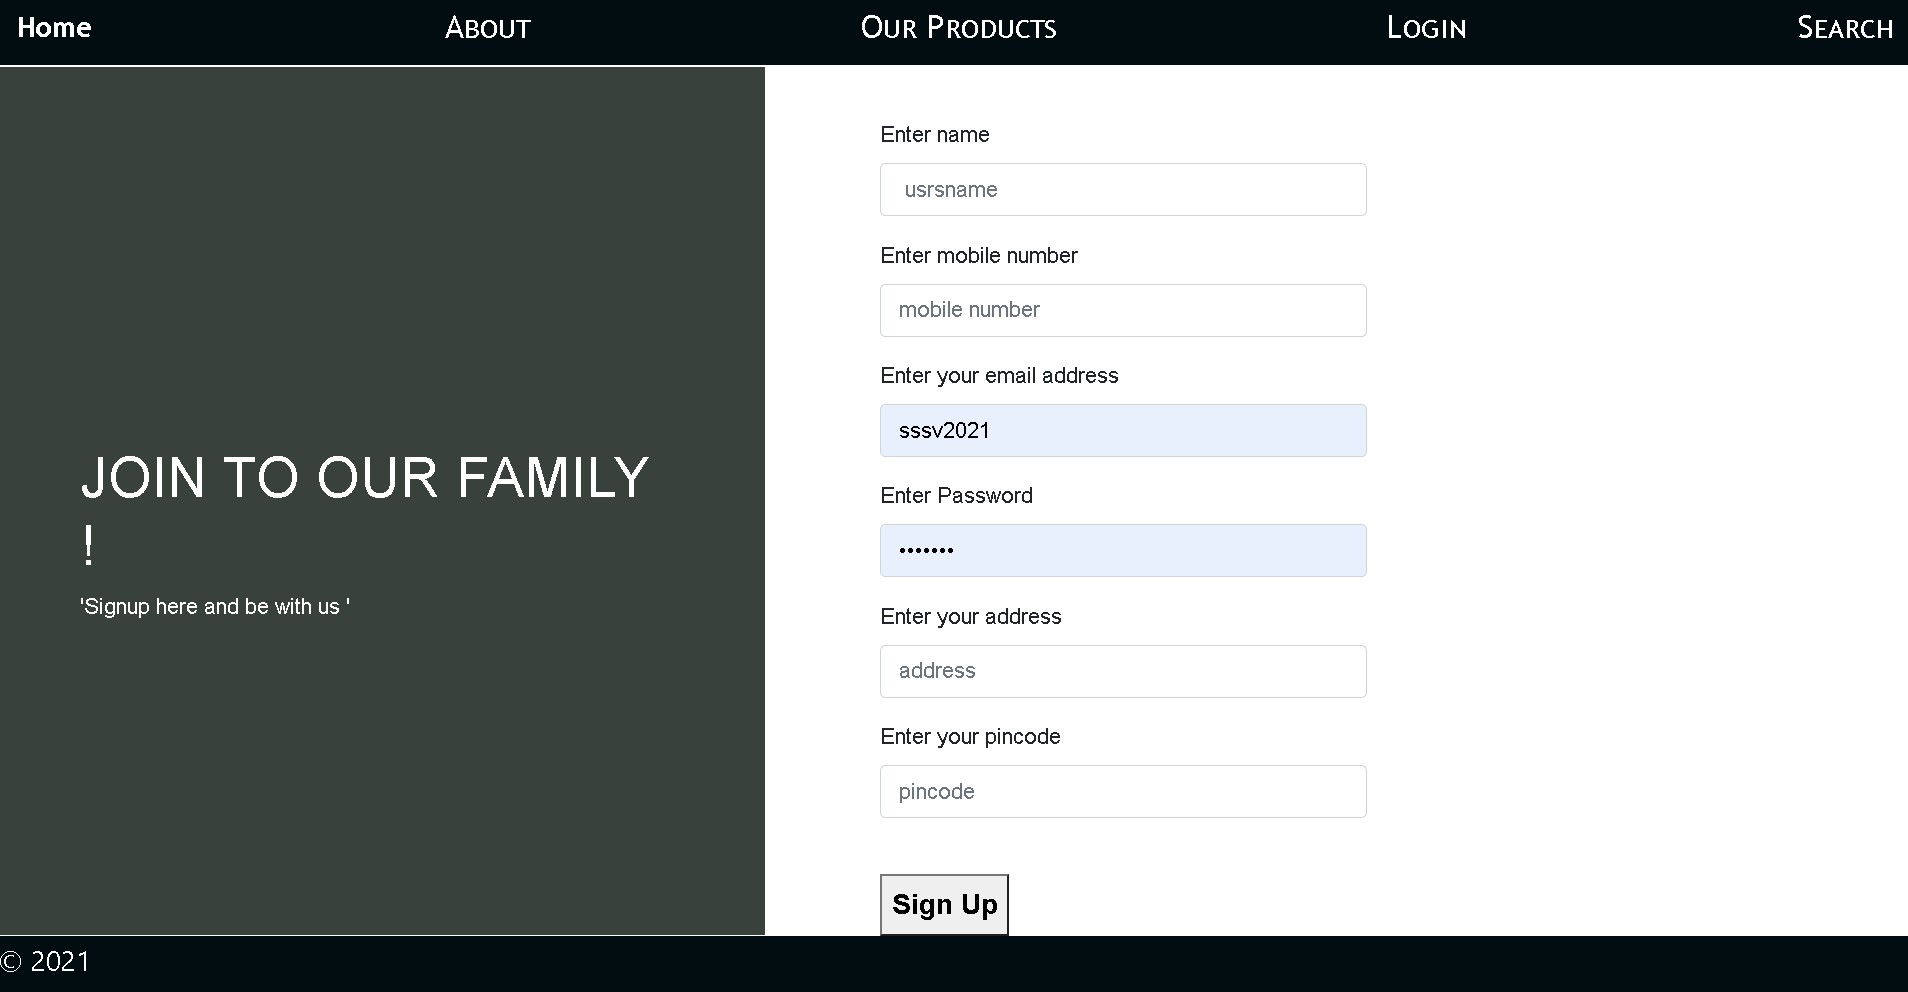 Home About Our Products Login Search
Enter name
usrsname
Enter mobile number
mobile number
Enter your email address
sssv2021
Enter Password
•••••••
Enter your address
address
Enter your pincode
pincode
Sign Up
JOIN TO OUR FAMILY
!
'Signup here and be with us '
© 2021